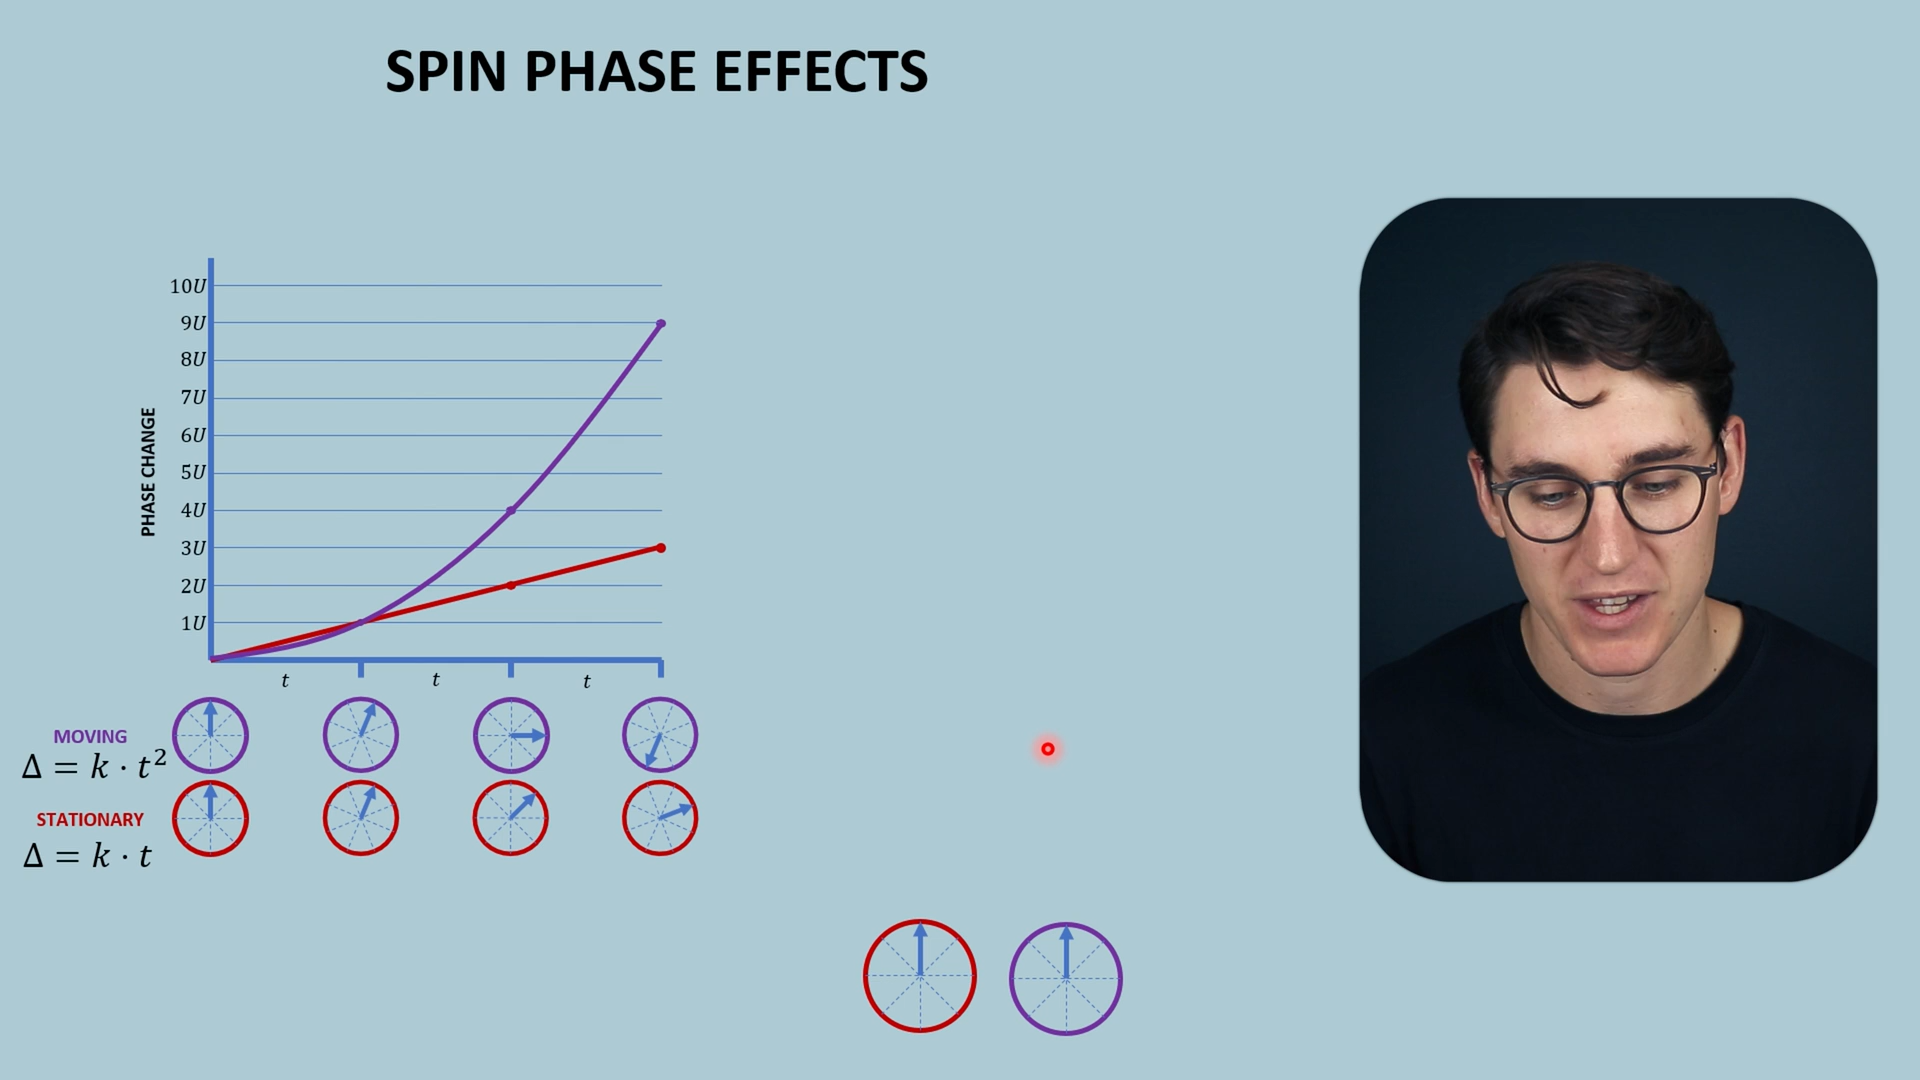 SPIN PHASE EFFECTS
PHASE CHANGE
10U
9U
8U
7U
6U
5U
4U
3U
2U
1U
t t t
MOVING
Δ = k · t²
STATIONARY
Δ = k · t